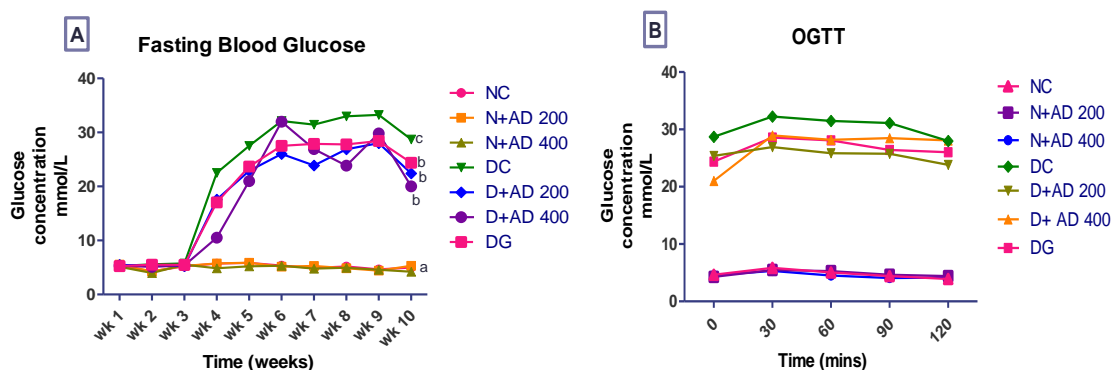 A
Fasting Blood Glucose
Glucose
concentration
mmol/L
40
30
20
10
0
wk 1
wk 2
wk 3
wk 4
wk 5
wk 6
wk 7
wk 8
wk 9
wk 10
Time (weeks)
c
b
b
b
a
NC
N+AD 200
N+AD 400
DC
D+AD 200
D+AD 400
DG
B
OGTT
Glucose
concentration
mmol/L
40
30
20
10
0
0
30
60
90
120
Time (mins)
NC
N+AD 200
N+AD 400
DC
D+AD 200
D+ AD 400
DG